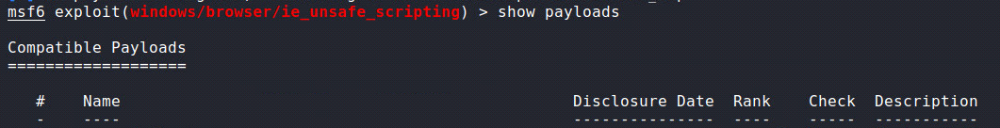 msf6 exploit(windows/browser/ie_unsafe_scripting) > show payloads
Compatible Payloads
===================
# Name Disclosure Date Rank Check Description
- ---- --------------- ---- ----- -----------